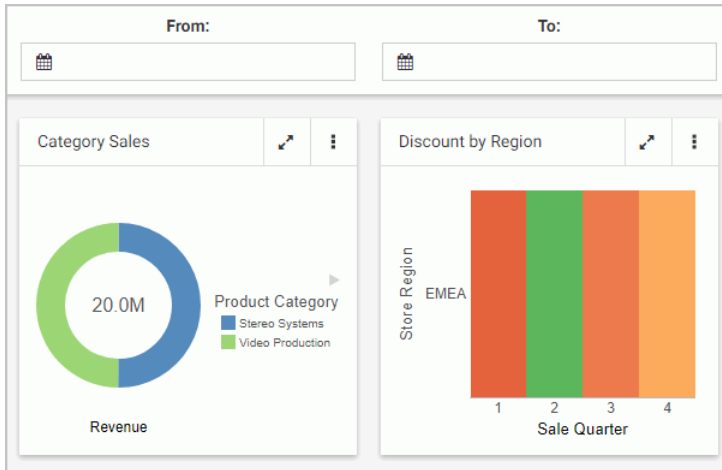 From:
To:
Category Sales
Discount by Region
20.0M
Product Category
Stereo Systems
Video Production
Revenue
Store Region
EMEA
1 2 3 4
Sale Quarter